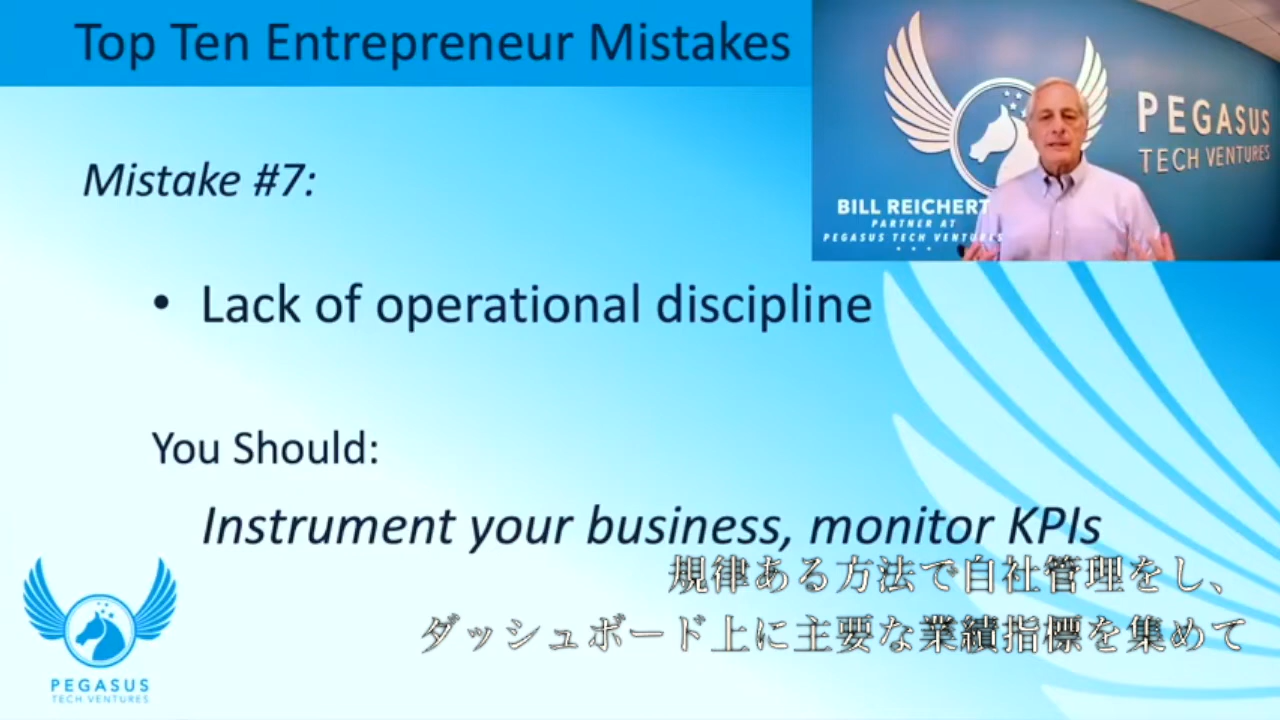 Top Ten Entrepreneur Mistakes
PEGASUS
TECH VENTURES
BILL REICHERT
PARTNER AT
PEGASUS TECH VENTURES
Mistake #7:
• Lack of operational discipline
You Should:
Instrument your business, monitor KPIs
規律ある方法で自社管理をし、
ダッシュボード上に主要な業績指標を集めて
PEGASUS
TECH VENTURES